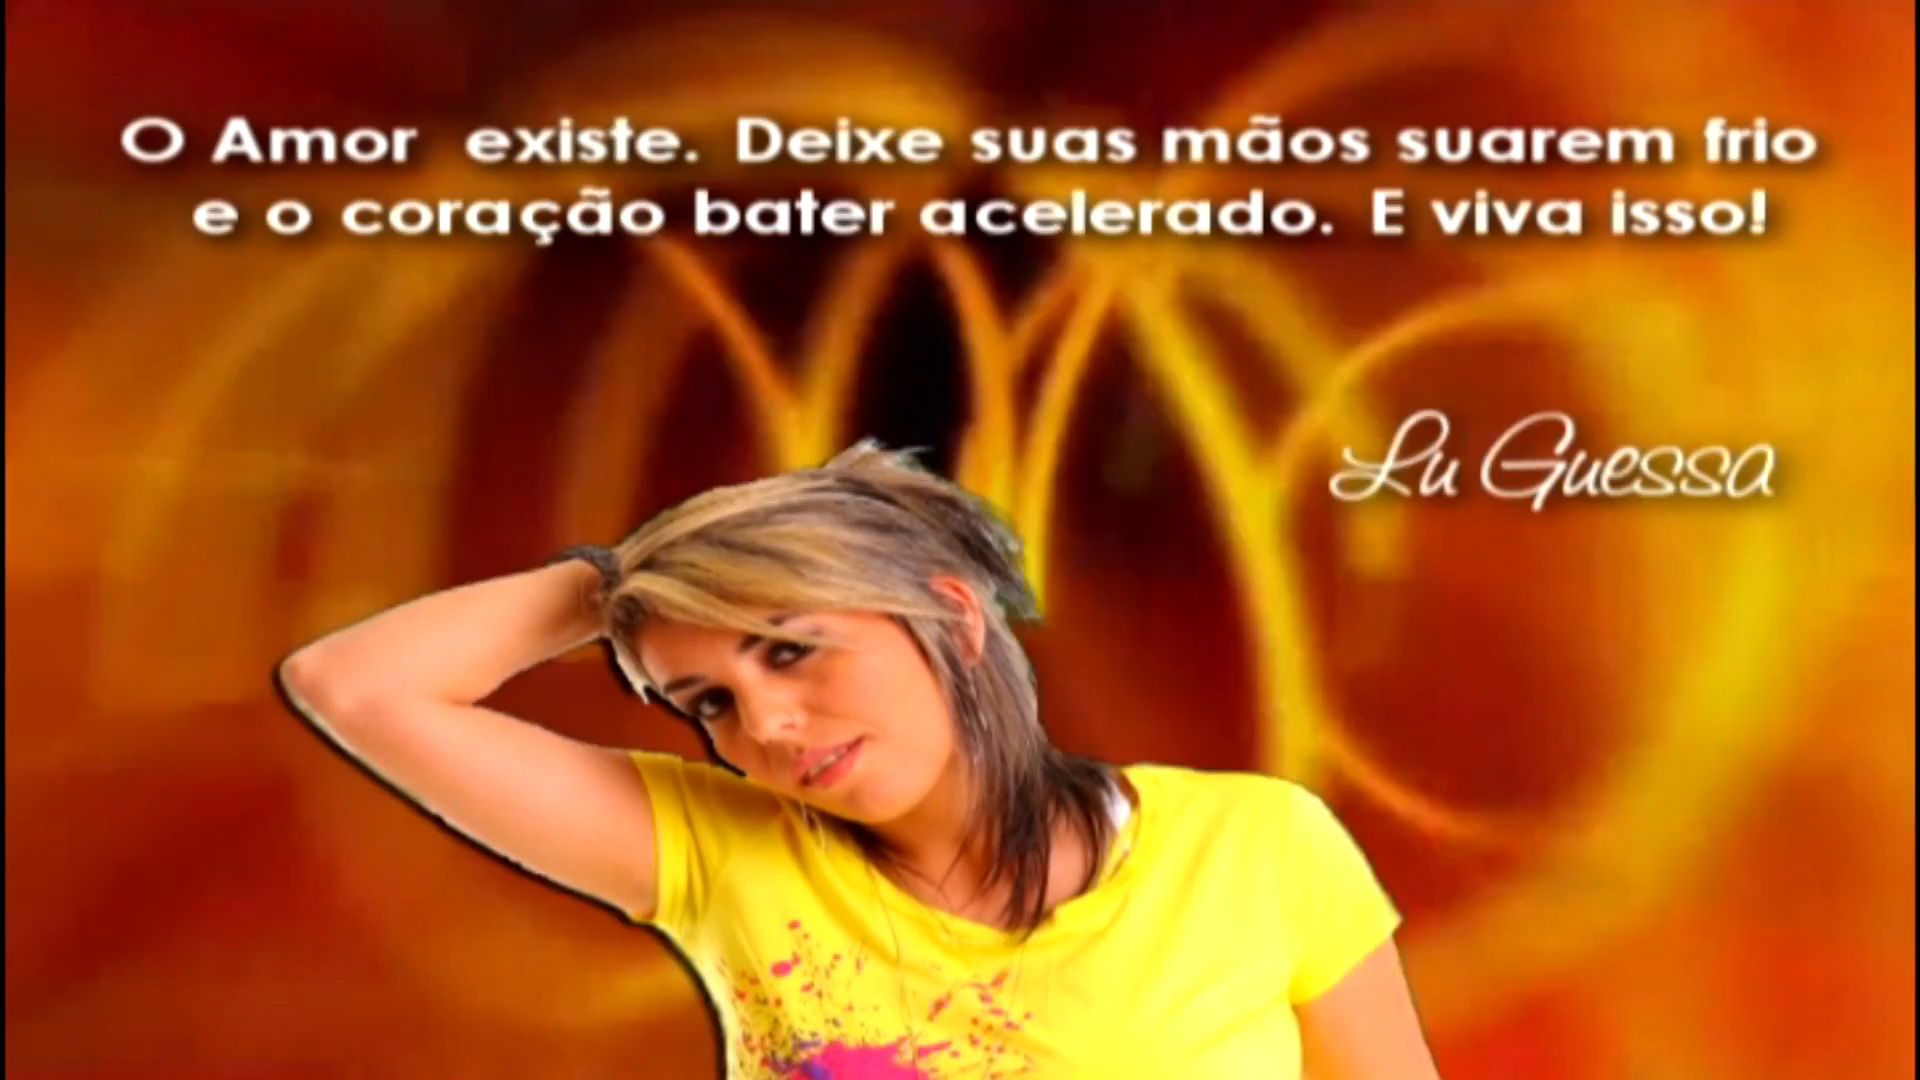 O Amor existe. Deixe suas mãos suarem frio
e o coração bater acelerado. E viva isso!
Lu Guessa